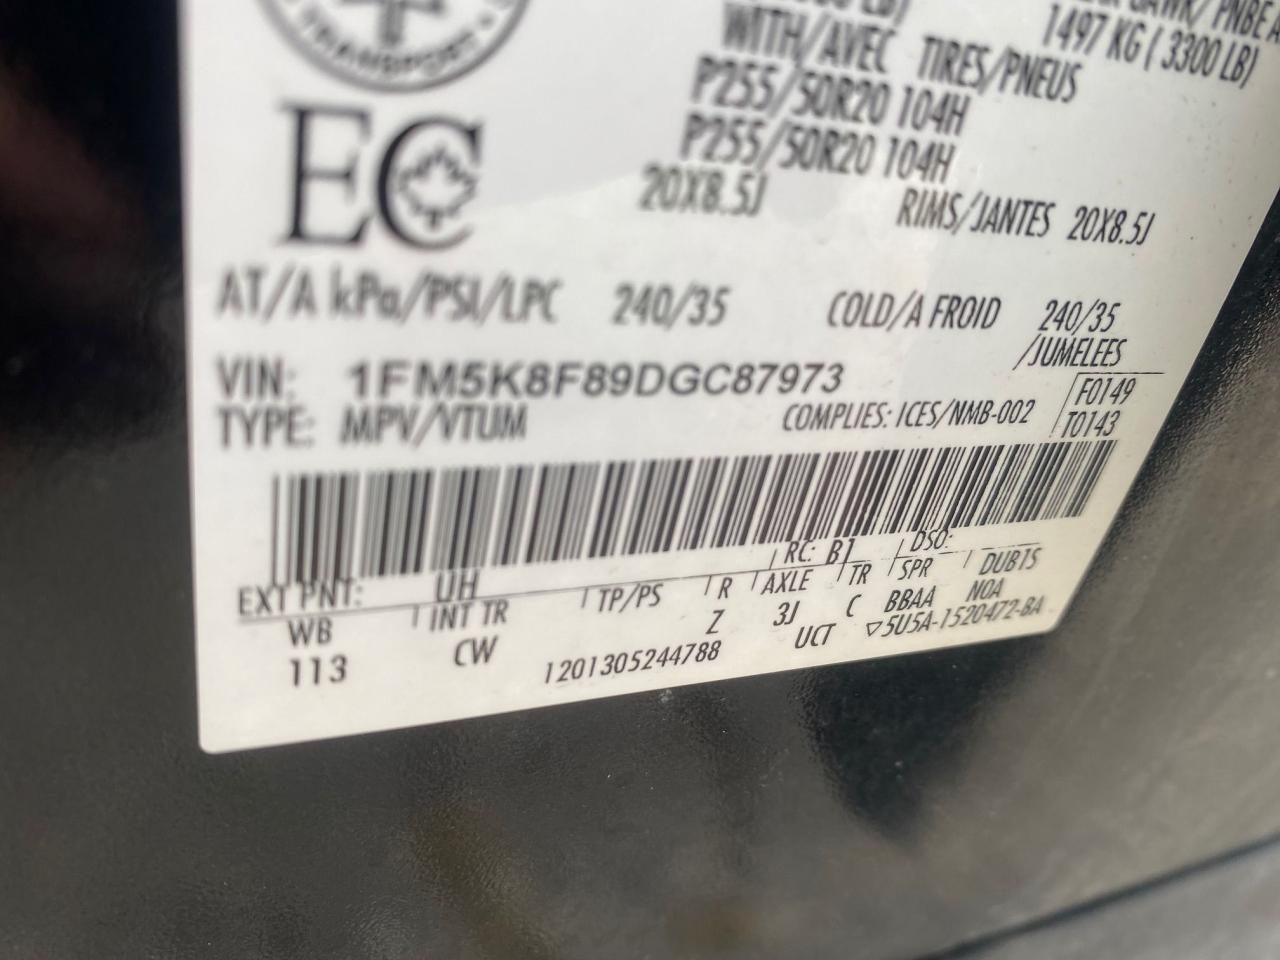 TRANSPORT
1497 KG ( 3300 LB)
WITH/AVEC TIRES/PNEUS
P255/50R20 104H
P255/50R20 104H
20X8.5J RIMS/JANTES 20X8.5J
EC
AT/A kPa/PSI/LPC 240/35 COLD/A FROID 240/35
/JUMELEES
VIN: 1FM5K8F89DGC87973
F0149
TYPE: MPV/VTUM COMPLIES: ICES/NMB-002
T0143
EXT PNT: UH RC: B1 DSO:
WB INT TR TP/PS R AXLE TR SPR DUB15
113 CW Z 3J C BBAA NOA
1201305244788 UCT ▽5U5A-1520472-BA